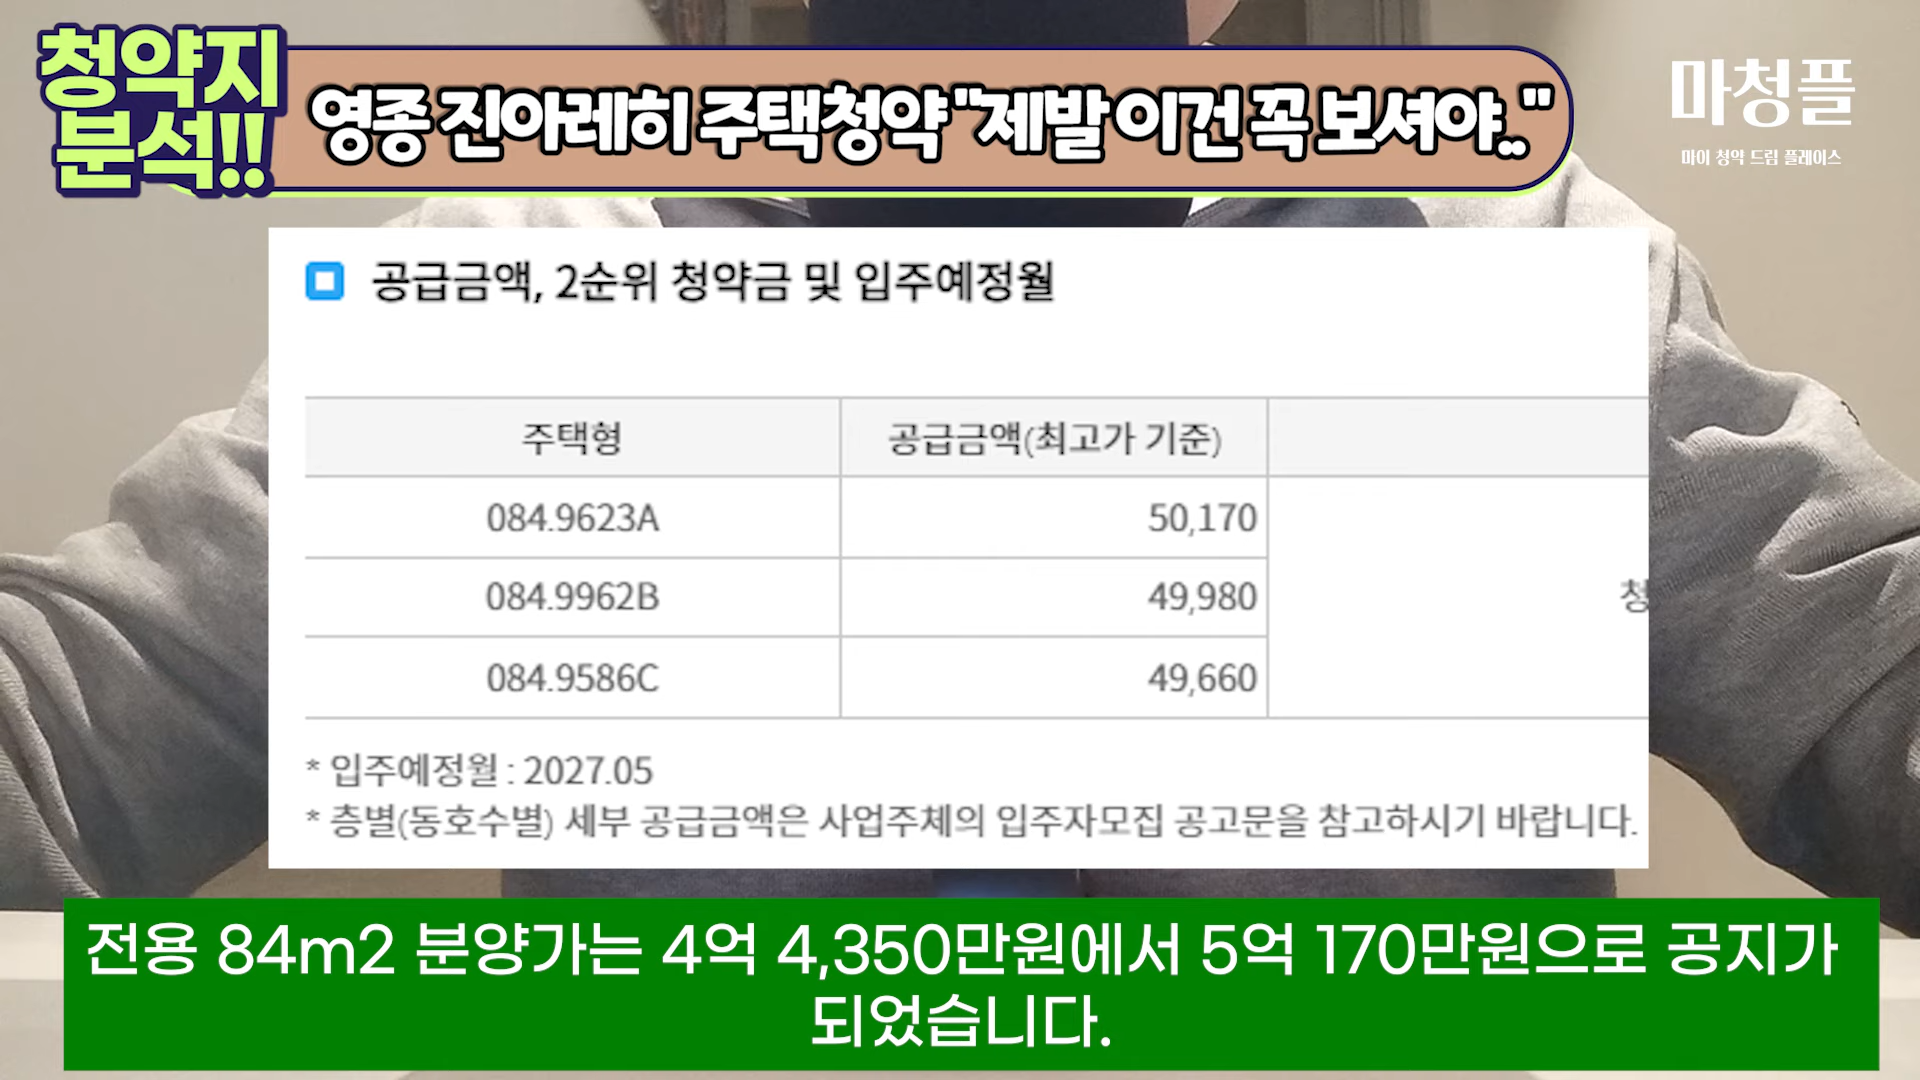 청약지
분석!!
영종 진아레히 주택청약 "제발 이건 꼭 보셔야.."
마청플
마이 청약 드림 플레이스
공급금액, 2순위 청약금 및 입주예정월
주택형 공급금액(최고가 기준)
084.9623A 50,170
084.9962B 49,980
청
084.9586C 49,660
* 입주예정월 : 2027.05
* 층별(동호수별) 세부 공급금액은 사업주체의 입주자모집 공고문을 참고하시기 바랍니다.
전용 84m2 분양가는 4억 4,350만원에서 5억 170만원으로 공지가
되었습니다.